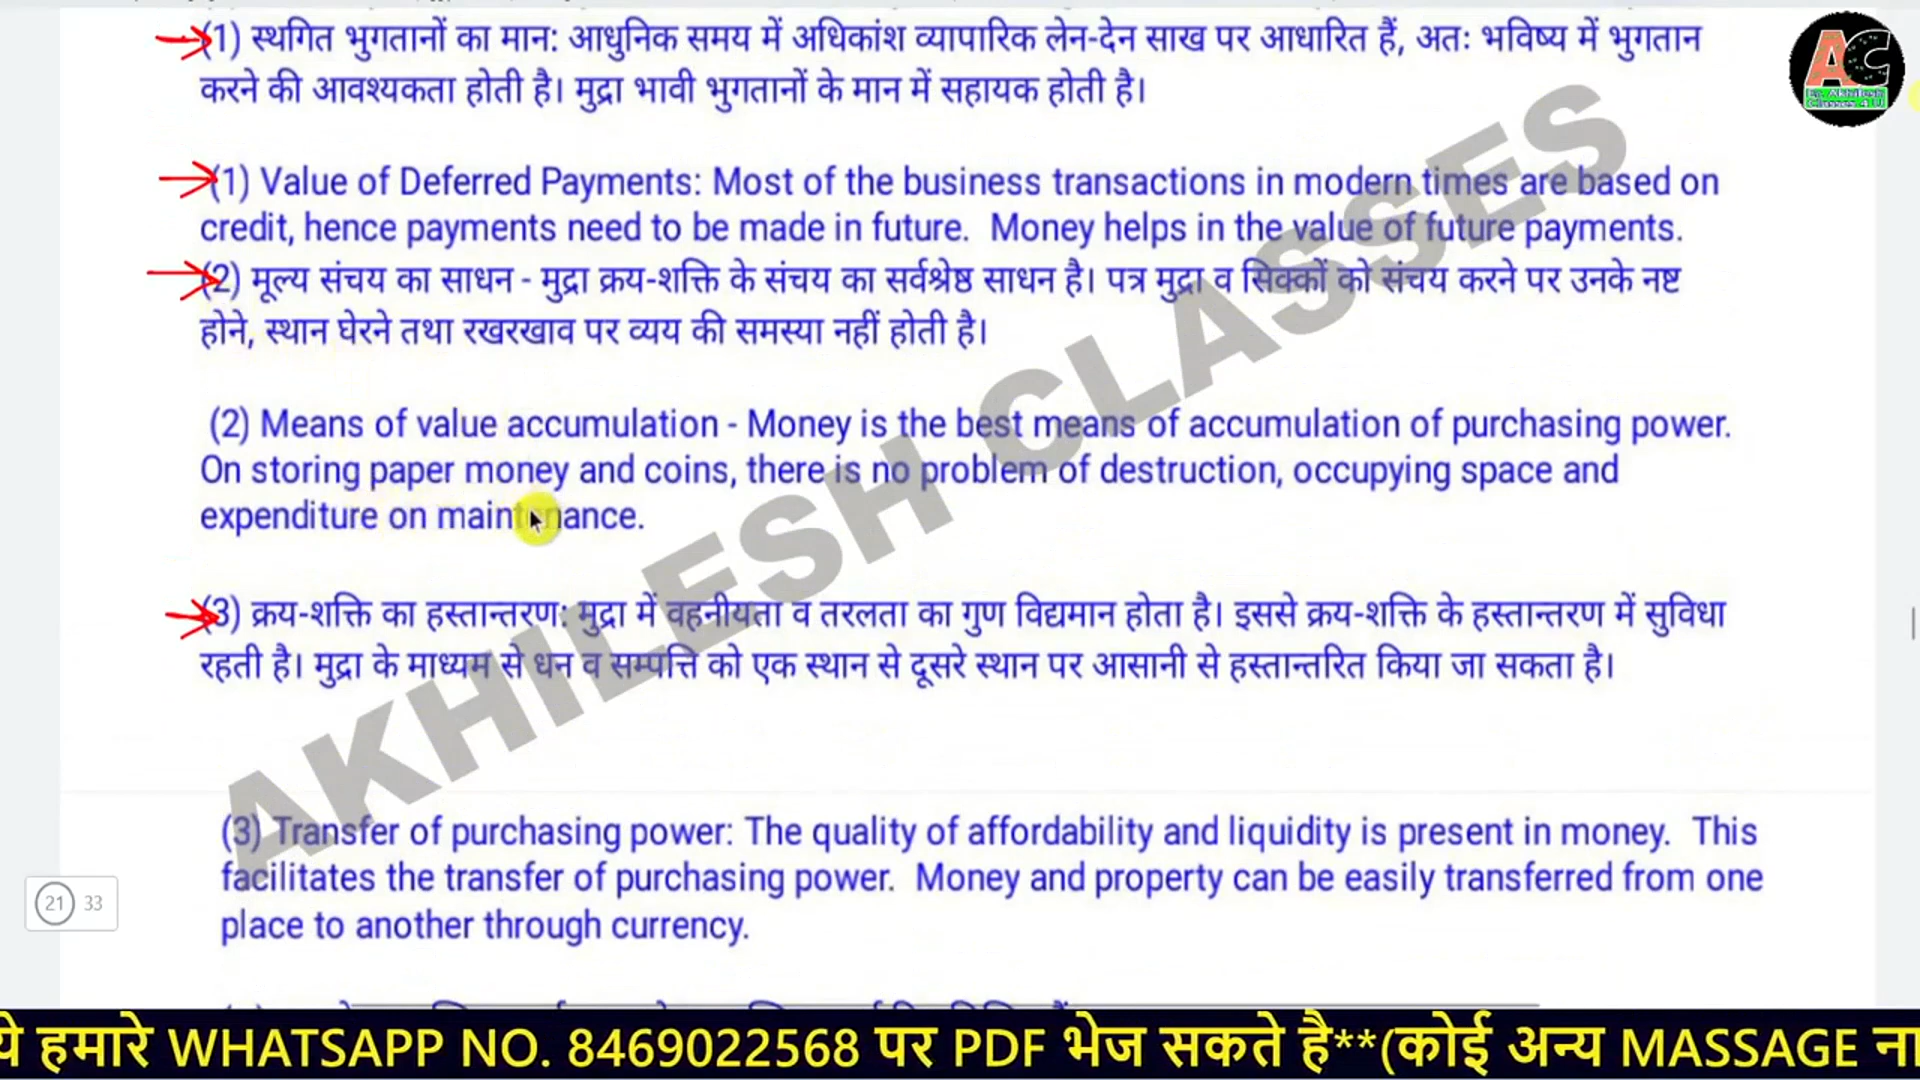 (1) स्थगित भुगतानों का मान: आधुनिक समय में अधिकांश व्यापारिक लेन-देन साख पर आधारित हैं, अतः भविष्य में भुगतान
करने की आवश्यकता होती है। मुद्रा भावी भुगतानों के मान में सहायक होती है।
(1) Value of Deferred Payments: Most of the business transactions in modern times are based on
credit, hence payments need to be made in future. Money helps in the value of future payments.
(2) मूल्य संचय का साधन - मुद्रा क्रय-शक्ति के संचय का सर्वश्रेष्ठ साधन है। पत्र मुद्रा व सिक्कों को संचय करने पर उनके नष्ट
होने, स्थान घेरने तथा रखरखाव पर व्यय की समस्या नहीं होती है।
(2) Means of value accumulation - Money is the best means of accumulation of purchasing power.
On storing paper money and coins, there is no problem of destruction, occupying space and
expenditure on maintenance.
(3) क्रय-शक्ति का हस्तान्तरण: मुद्रा में वहनीयता व तरलता का गुण विद्यमान होता है। इससे क्रय-शक्ति के हस्तान्तरण में सुविधा
रहती है। मुद्रा के माध्यम से धन व सम्पत्ति को एक स्थान से दूसरे स्थान पर आसानी से हस्तान्तरित किया जा सकता है।
(3) Transfer of purchasing power: The quality of affordability and liquidity is present in money. This
facilitates the transfer of purchasing power. Money and property can be easily transferred from one
place to another through currency.
AKHILESH CLASSES
AC
Er. Akhilesh
Classes 4 U
21 33
ये हमारे WHATSAPP NO. 8469022568 पर PDF भेज सकते है**(कोई अन्य MASSAGE ना